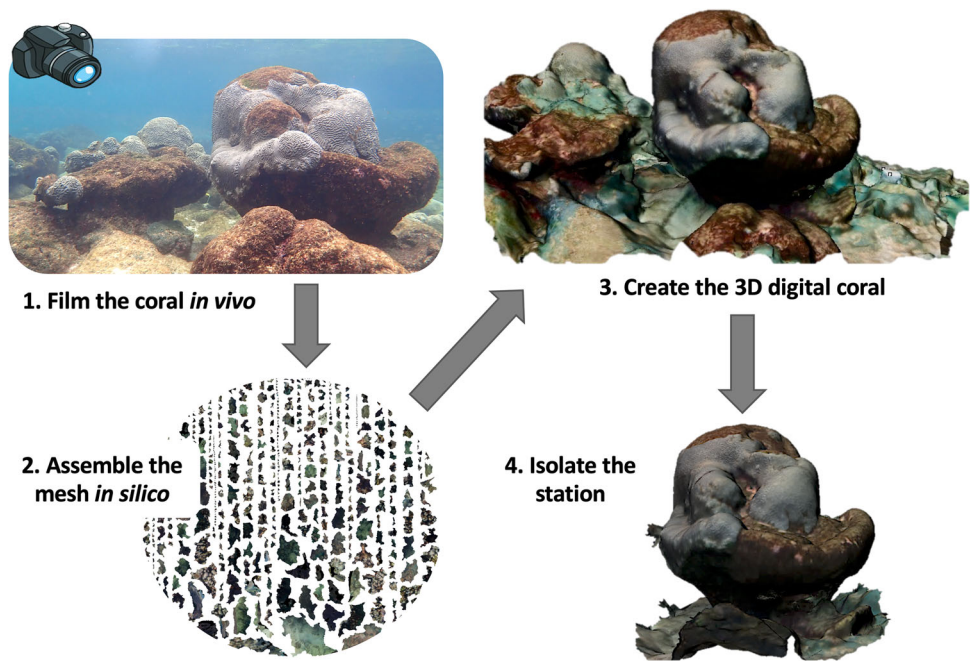 1. Film the coral in vivo
2. Assemble the
mesh in silico
3. Create the 3D digital coral
4. Isolate the
station